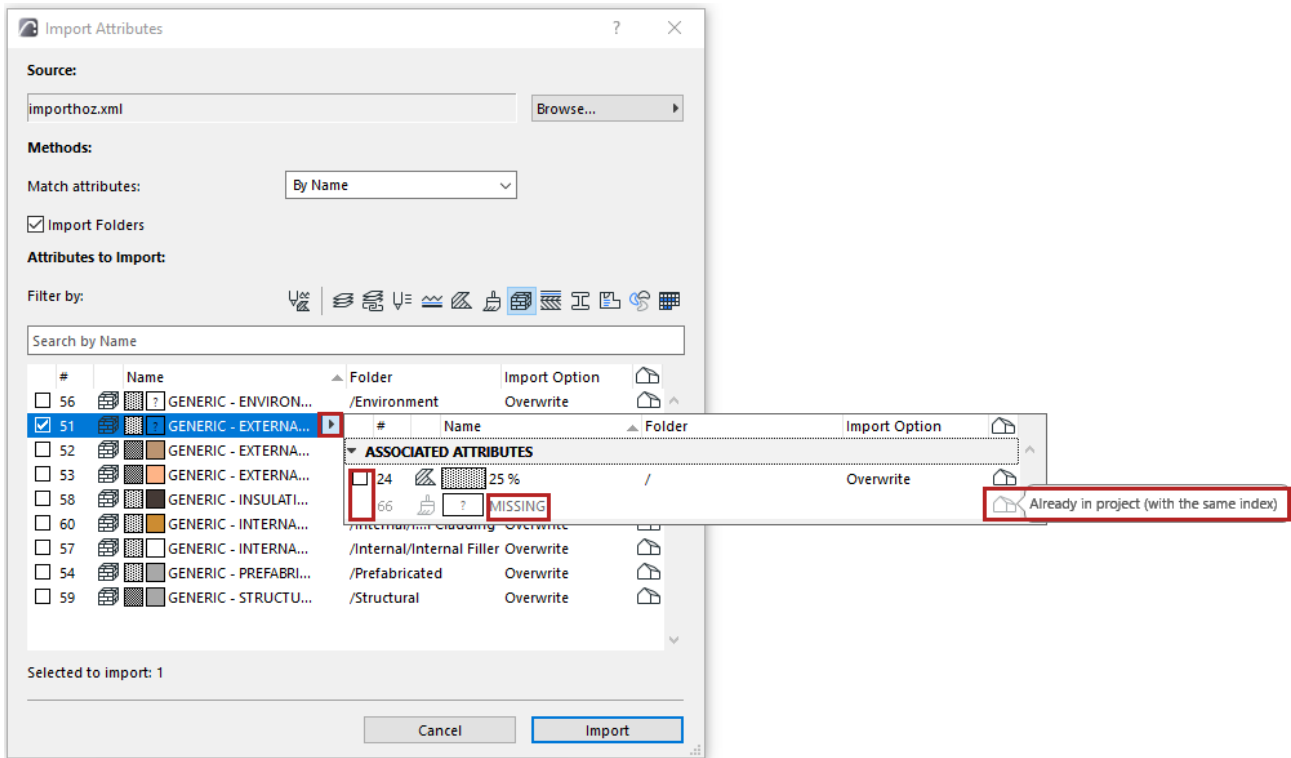 Import Attributes ?
Source:
importhoz.xml Browse...
Methods:
Match attributes: By Name
Import Folders
Attributes to Import:
Filter by:
Search by Name
# Name Folder Import Option
56 ? GENERIC - ENVIRON... /Environment Overwrite
51 ? GENERIC - EXTERNA...
52 GENERIC - EXTERNA...
53 GENERIC - EXTERNA...
58 GENERIC - INSULATI...
60 GENERIC - INTERNA...
57 GENERIC - INTERNA... /Internal/Internal Filler Overwrite
54 GENERIC - PREFABRI... /Prefabricated Overwrite
59 GENERIC - STRUCTU... /Structural Overwrite
# Name Folder Import Option
ASSOCIATED ATTRIBUTES
24 25 % / Overwrite
66 ? MISSING
Already in project (with the same index)
Selected to import: 1
Cancel Import